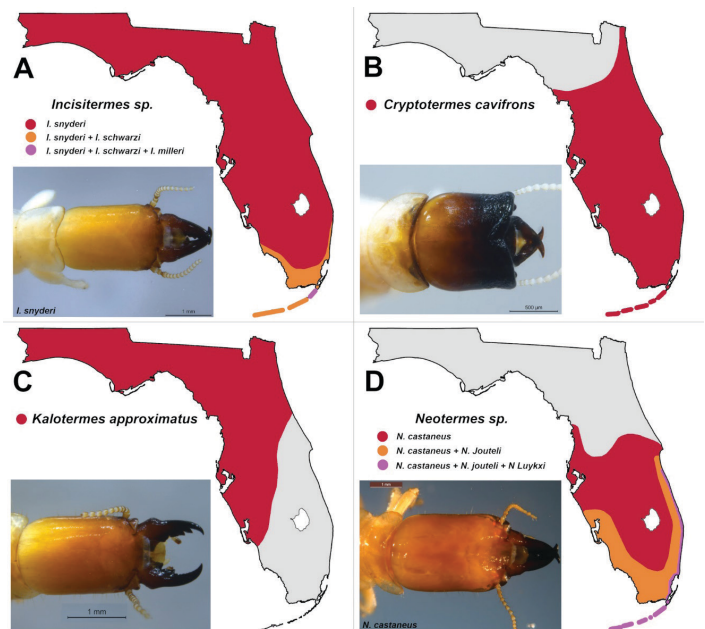 A
Incisitermes sp.
I. snyderi
I. snyderi + I. schwarzi
I. snyderi + I. schwarzi + I. milleri
1 mm
I. snyderi
B
Cryptotermes cavifrons
500 µm
C
Kalotermes approximatus
1 mm
D
Neotermes sp.
N. castaneus
N. castaneus + N. Jouteli
N. castaneus + N. jouteli + N Luykxi
1 mm
N. castaneus